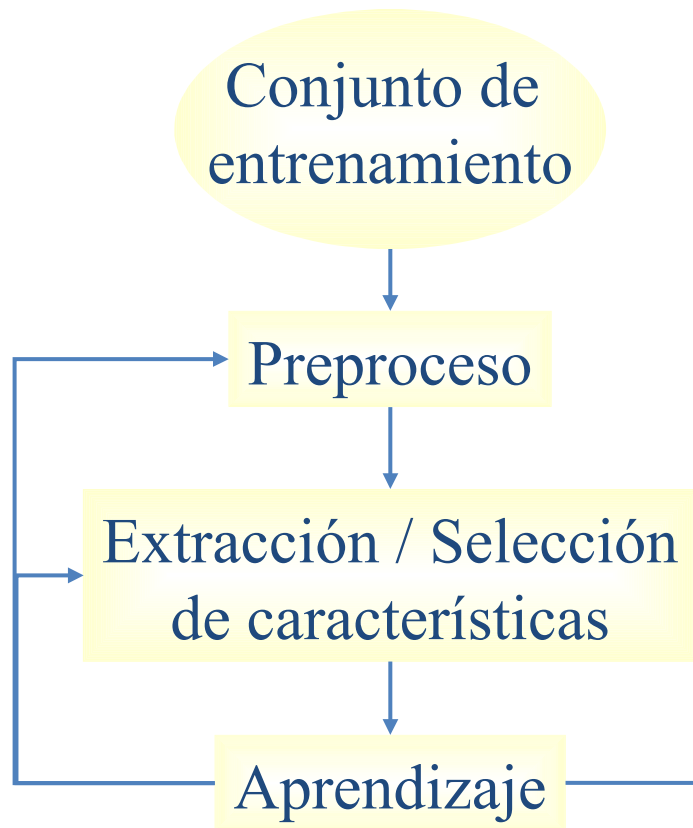 Conjunto de
entrenamiento
Preproceso
Extracción / Selección
de características
Aprendizaje